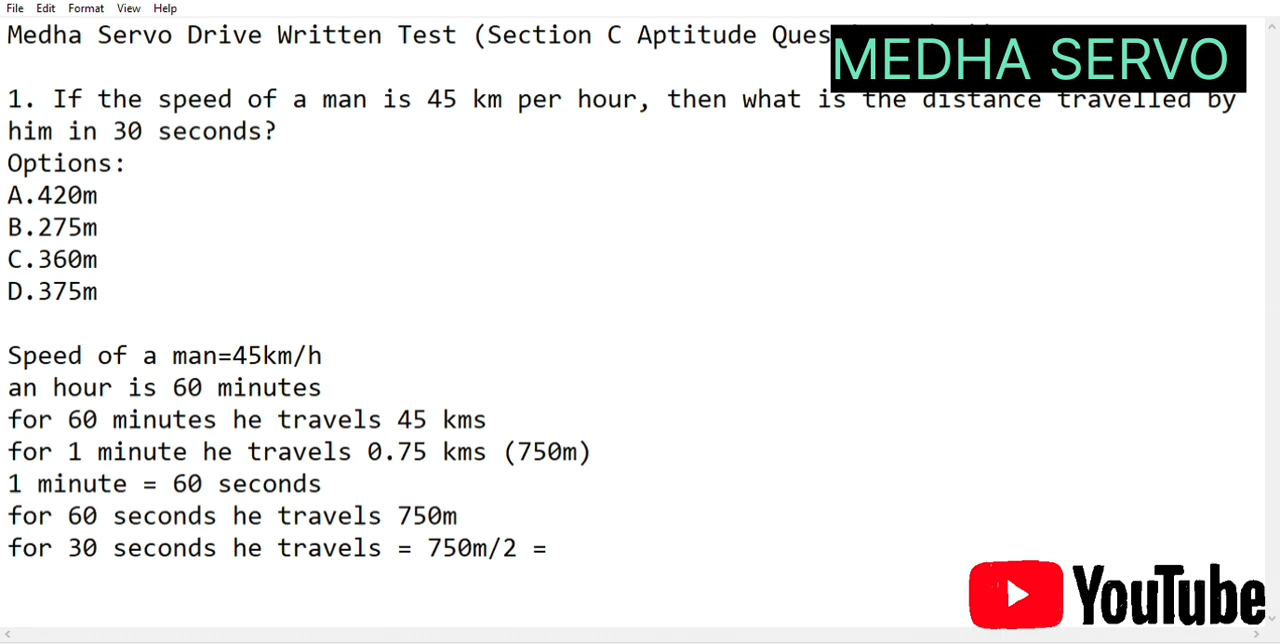 File Edit Format View Help
Medha Servo Drive Written Test (Section C Aptitude
MEDHA SERVO
1. If the speed of a man is 45 km per hour, then what is the distance travelled by
him in 30 seconds?
Options:
A.420m
B.275m
C.360m
D.375m
Speed of a man=45km/h
an hour is 60 minutes
for 60 minutes he travels 45 kms
for 1 minute he travels 0.75 kms (750m)
1 minute = 60 seconds
for 60 seconds he travels 750m
for 30 seconds he travels = 750m/2 =
YouTube